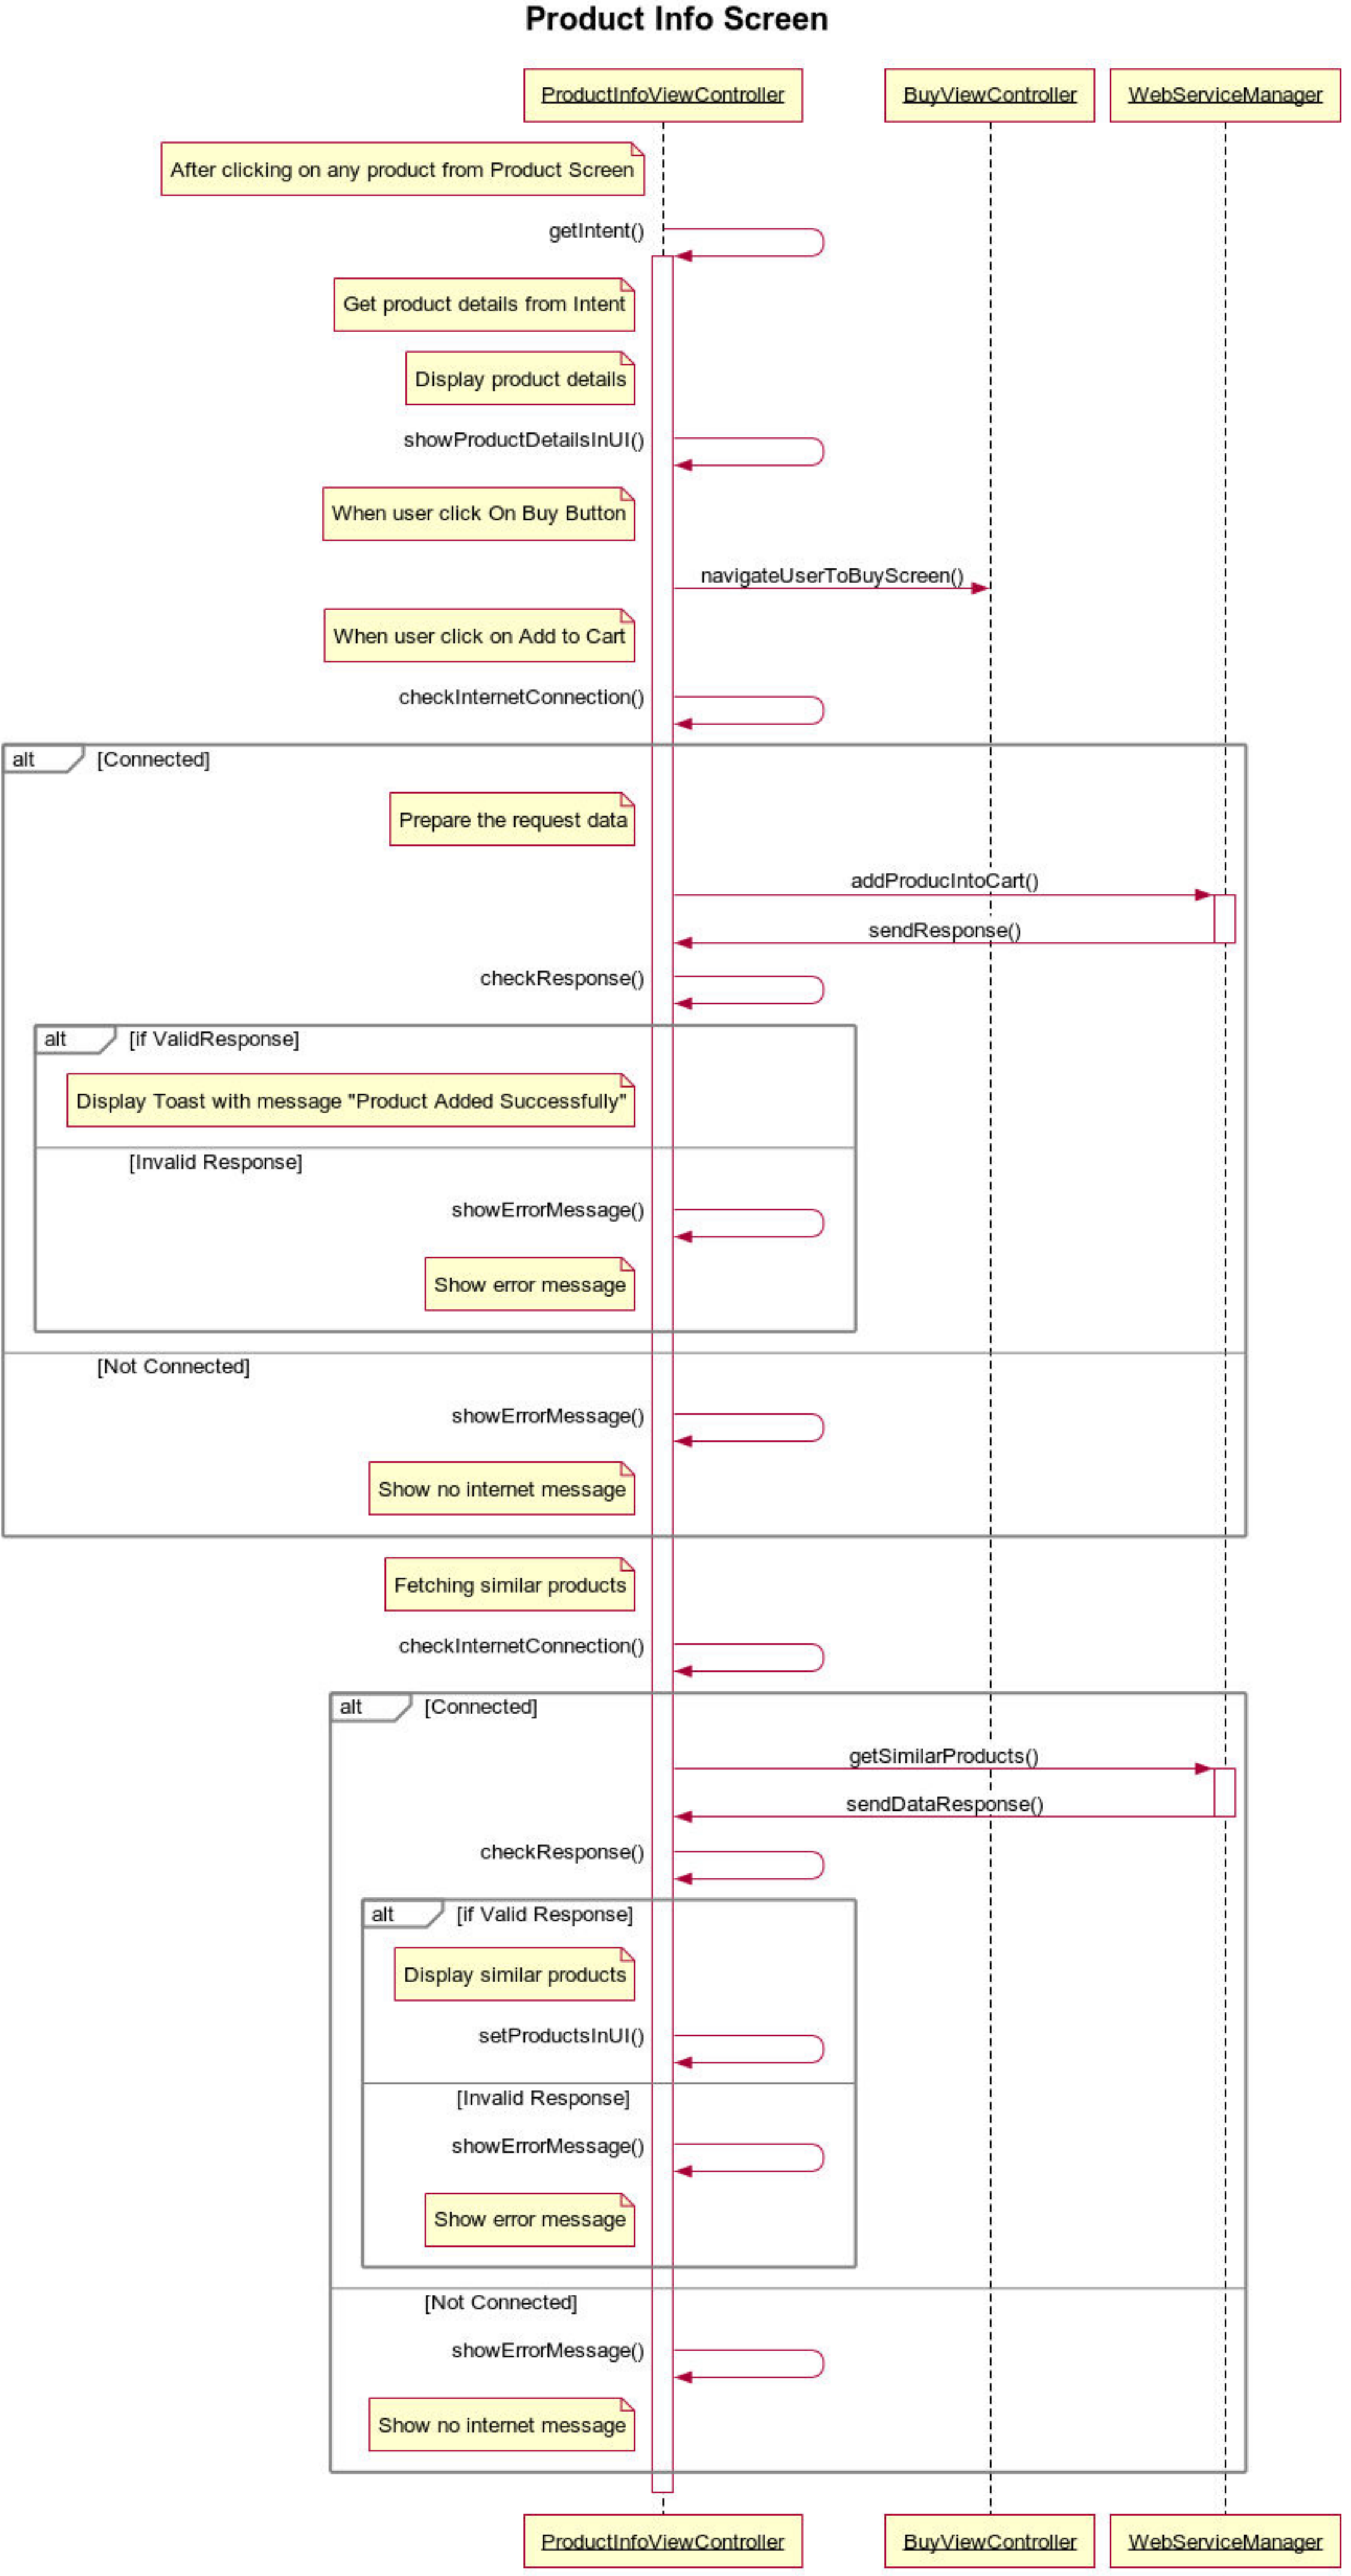 Product Info Screen
ProductInfoViewController
BuyViewController
WebServiceManager
After clicking on any product from Product Screen
getIntent()
Get product details from Intent
Display product details
showProductDetailsInUI()
When user click On Buy Button
navigateUserToBuyScreen()
When user click on Add to Cart
checkInternetConnection()
alt
[Connected]
Prepare the request data
addProducIntoCart()
sendResponse()
checkResponse()
alt
[if ValidResponse]
Display Toast with message "Product Added Successfully"
[Invalid Response]
showErrorMessage()
Show error message
[Not Connected]
showErrorMessage()
Show no internet message
Fetching similar products
checkInternetConnection()
alt
[Connected]
getSimilarProducts()
sendDataResponse()
checkResponse()
alt
[if Valid Response]
Display similar products
setProductsInUI()
[Invalid Response]
showErrorMessage()
Show error message
[Not Connected]
showErrorMessage()
Show no internet message
ProductInfoViewController
BuyViewController
WebServiceManager